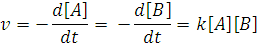 v = − d[A]/dt = − d[B]/dt = k[A][B]